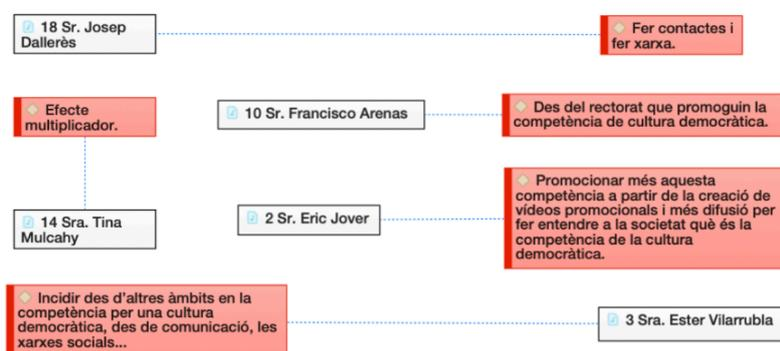 18 Sr. Josep
Dallerès
Fer contactes i
fer xarxa.
Efecte
multiplicador.
10 Sr. Francisco Arenas
Des del rectorat que promoguin la
competència de cultura democràtica.
Promocionar més aquesta
competència a partir de la creació de
vídeos promocionals i més difusió per
fer entendre a la societat què és la
competència de la cultura
democràtica.
14 Sra. Tina
Mulcahy
2 Sr. Eric Jover
Incidir des d'altres àmbits en la
competència per una cultura
democràtica, des de comunicació, les
xarxes socials...
3 Sra. Ester Vilarrubla